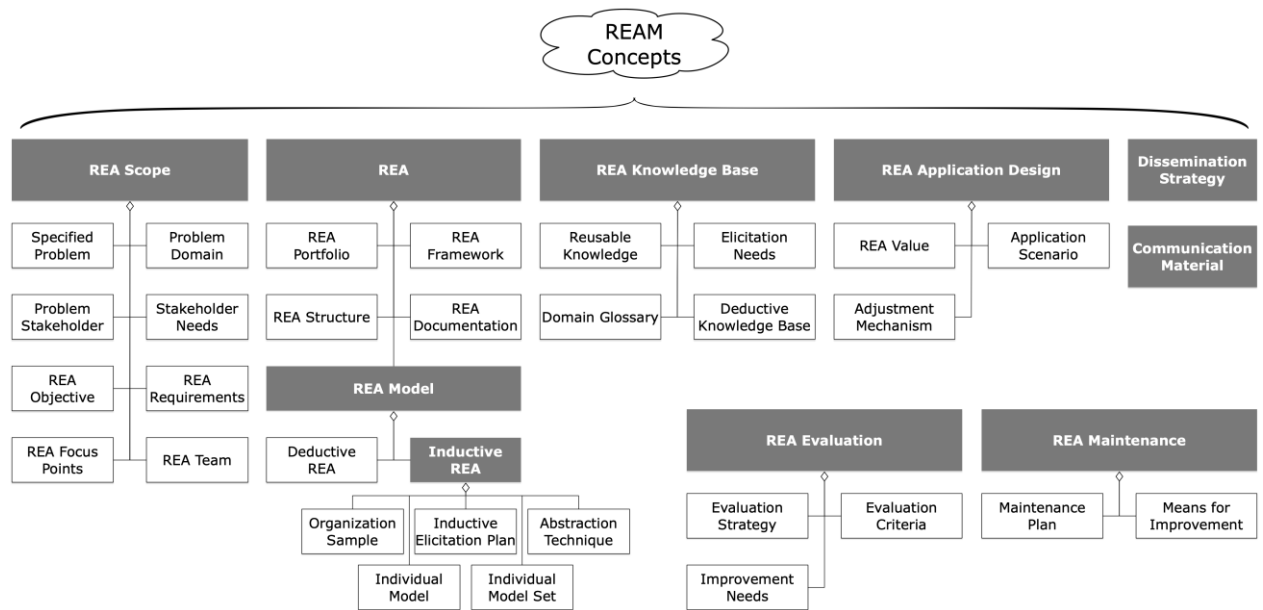 REAM
Concepts
REA Scope
REA
REA Knowledge Base
REA Application Design
Dissemination
Strategy
Specified
Problem
Problem
Domain
REA
Portfolio
REA
Framework
Reusable
Knowledge
Elicitation
Needs
REA Value
Application
Scenario
Communication
Material
Problem
Stakeholder
Stakeholder
Needs
REA Structure
REA
Documentation
Domain Glossary
Deductive
Knowledge Base
Adjustment
Mechanism
REA
Objective
REA
Requirements
REA Model
REA Focus
Points
REA Team
Deductive
REA
Inductive
REA
REA Evaluation
REA Maintenance
Organization
Sample
Inductive
Elicitation Plan
Abstraction
Technique
Evaluation
Strategy
Evaluation
Criteria
Maintenance
Plan
Means for
Improvement
Individual
Model
Individual
Model Set
Improvement
Needs